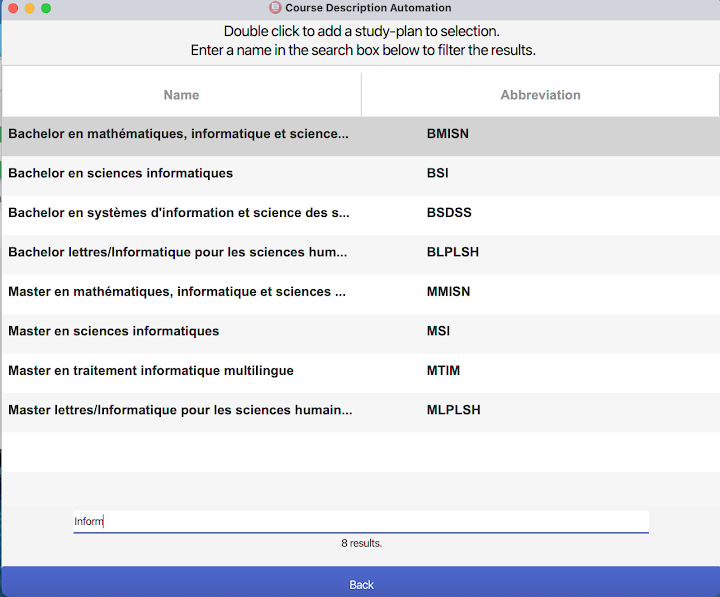 Course Description Automation
Double click to add a study-plan to selection.
Enter a name in the search box below to filter the results.
Name Abbreviation
Bachelor en mathématiques, informatique et science... BMISN
Bachelor en sciences informatiques BSI
Bachelor en systèmes d'information et science des s... BSDSS
Bachelor lettres/Informatique pour les sciences hum... BLPLSH
Master en mathématiques, informatique et sciences ... MMISN
Master en sciences informatiques MSI
Master en traitement informatique multilingue MTIM
Master lettres/Informatique pour les sciences humain... MLPLSH
Inform
8 results.
Back